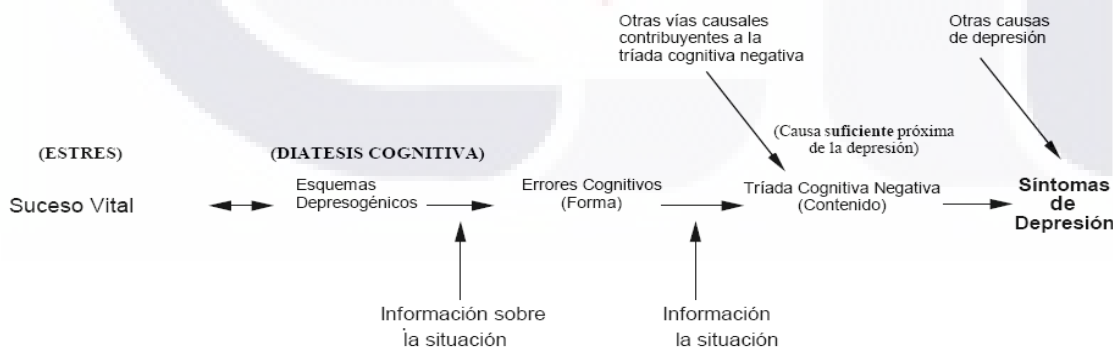 Otras vías causales
contribuyentes a la
tríada cognitiva negativa
Otras causas
de depresión
(Causa suficiente próxima
de la depresión)
(ESTRES)
(DIATESIS COGNITIVA)
Suceso Vital
Esquemas
Depresogénicos
Errores Cognitivos
(Forma)
Tríada Cognitiva Negativa
(Contenido)
Síntomas
de
Depresión
Información sobre
la situación
Información
la situación